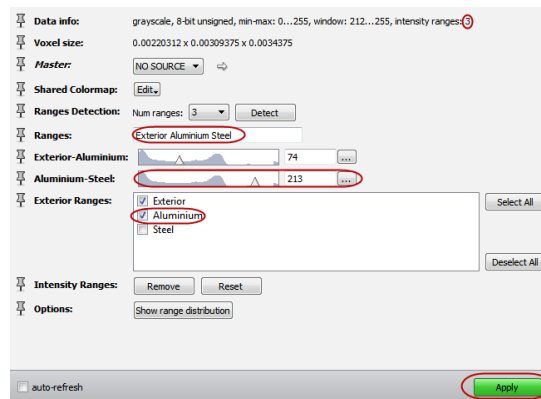 Data info: grayscale, 8-bit unsigned, min-max: 0...255, window: 212...255, intensity ranges: 3
Voxel size: 0.00220312 x 0.00309375 x 0.0034375
Master: NO SOURCE
Shared Colormap: Edit
Ranges Detection: Num ranges: 3 Detect
Ranges: Exterior Aluminium Steel
Exterior-Aluminium: 74 ...
Aluminium-Steel: 213 ...
Exterior Ranges: Exterior Select All
Aluminium
Steel
Deselect All
Intensity Ranges: Remove Reset
Options: Show range distribution
auto-refresh Apply